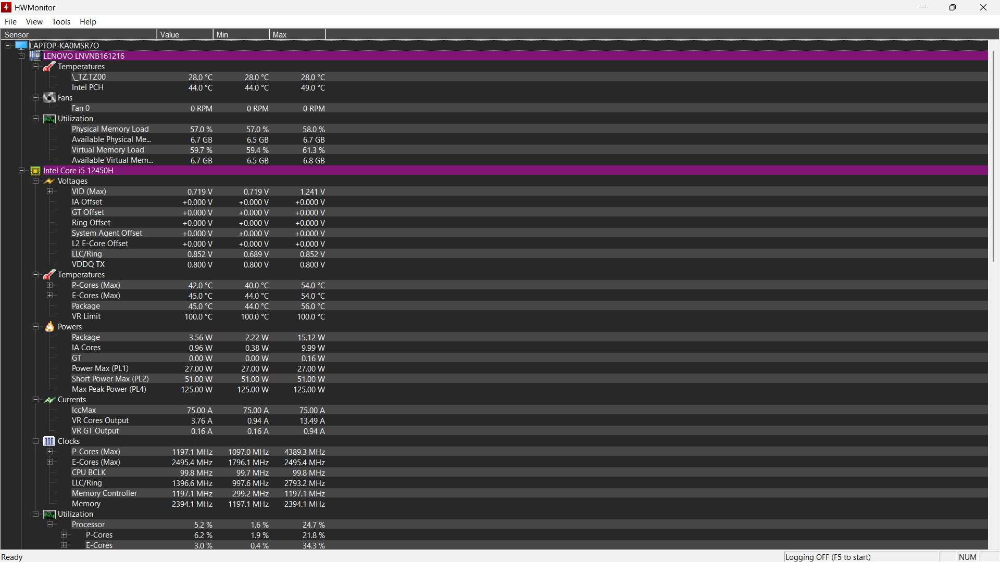 HWMonitor
File View Tools Help
Sensor Value Min Max
LAPTOP-KA0MSR7O
LENOVO LNVNB161216
Temperatures
\_TZ.TZ00 28.0 °C 28.0 °C 28.0 °C
Intel PCH 44.0 °C 44.0 °C 49.0 °C
Fans
Fan 0 0 RPM 0 RPM 0 RPM
Utilization
Physical Memory Load 57.0 % 57.0 % 58.0 %
Available Physical Me... 6.7 GB 6.5 GB 6.7 GB
Virtual Memory Load 59.7 % 59.4 % 61.3 %
Available Virtual Mem... 6.7 GB 6.5 GB 6.8 GB
Intel Core i5 12450H
Voltages
VID (Max) 0.719 V 0.719 V 1.241 V
IA Offset +0.000 V +0.000 V +0.000 V
GT Offset +0.000 V +0.000 V +0.000 V
Ring Offset +0.000 V +0.000 V +0.000 V
System Agent Offset +0.000 V +0.000 V +0.000 V
L2 E-Core Offset +0.000 V +0.000 V +0.000 V
LLC/Ring 0.852 V 0.689 V 0.852 V
VDDQ TX 0.800 V 0.800 V 0.800 V
Temperatures
P-Cores (Max) 42.0 °C 40.0 °C 54.0 °C
E-Cores (Max) 45.0 °C 44.0 °C 54.0 °C
Package 45.0 °C 44.0 °C 56.0 °C
VR Limit 100.0 °C 100.0 °C 100.0 °C
Powers
Package 3.56 W 2.22 W 15.12 W
IA Cores 0.96 W 0.38 W 9.99 W
GT 0.00 W 0.00 W 0.16 W
Power Max (PL1) 27.00 W 27.00 W 27.00 W
Short Power Max (PL2) 51.00 W 51.00 W 51.00 W
Max Peak Power (PL4) 125.00 W 125.00 W 125.00 W
Currents
IccMax 75.00 A 75.00 A 75.00 A
VR Cores Output 3.76 A 0.94 A 13.49 A
VR GT Output 0.16 A 0.16 A 0.94 A
Clocks
P-Cores (Max) 1197.1 MHz 1097.0 MHz 4389.3 MHz
E-Cores (Max) 2495.4 MHz 1796.1 MHz 2495.4 MHz
CPU BCLK 99.8 MHz 99.7 MHz 99.8 MHz
LLC/Ring 1396.6 MHz 997.6 MHz 2793.2 MHz
Memory Controller 1197.1 MHz 299.2 MHz 1197.1 MHz
Memory 2394.1 MHz 1197.1 MHz 2394.1 MHz
Utilization
Processor 5.2 % 1.6 % 24.7 %
P-Cores 6.2 % 1.9 % 21.8 %
E-Cores 3.0 % 0.4 % 34.3 %
Ready Logging OFF (F5 to start) NUM